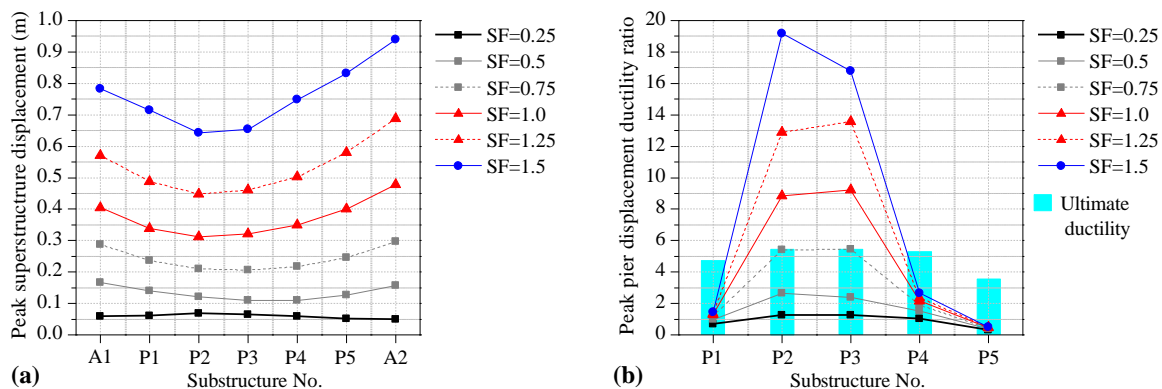 Peak superstructrure displacement (m)
1.0
0.9
0.8
0.7
0.6
0.5
0.4
0.3
0.2
0.1
0.0
A1 P1 P2 P3 P4 P5 A2
Substructure No.
(a)
SF=0.25
SF=0.5
SF=0.75
SF=1.0
SF=1.25
SF=1.5
Peak pier displacement ductility ratio
20
18
16
14
12
10
8
6
4
2
0
P1 P2 P3 P4 P5
Substructure No.
(b)
SF=0.25
SF=0.5
SF=0.75
SF=1.0
SF=1.25
SF=1.5
Ultimate
ductility